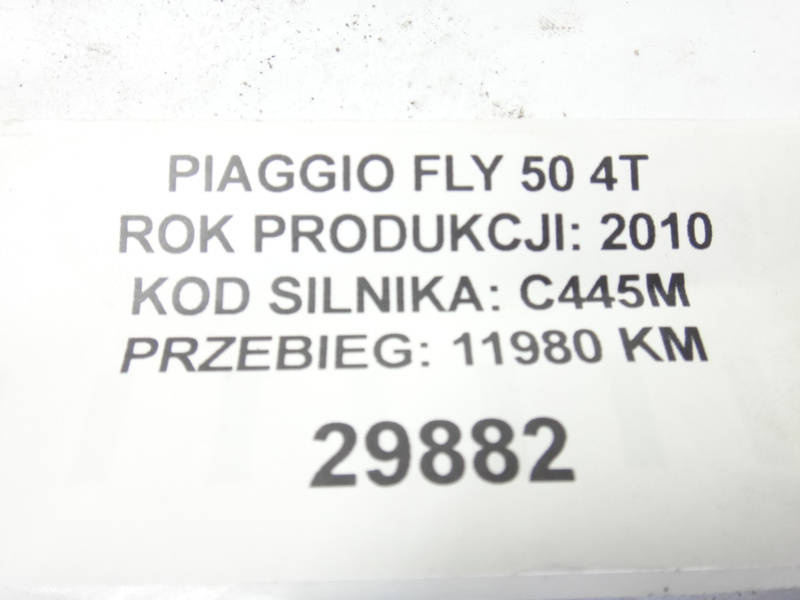 PIAGGIO FLY 50 4T
ROK PRODUKCJI: 2010
KOD SILNIKA: C445M
PRZEBIEG: 11980 KM
29882